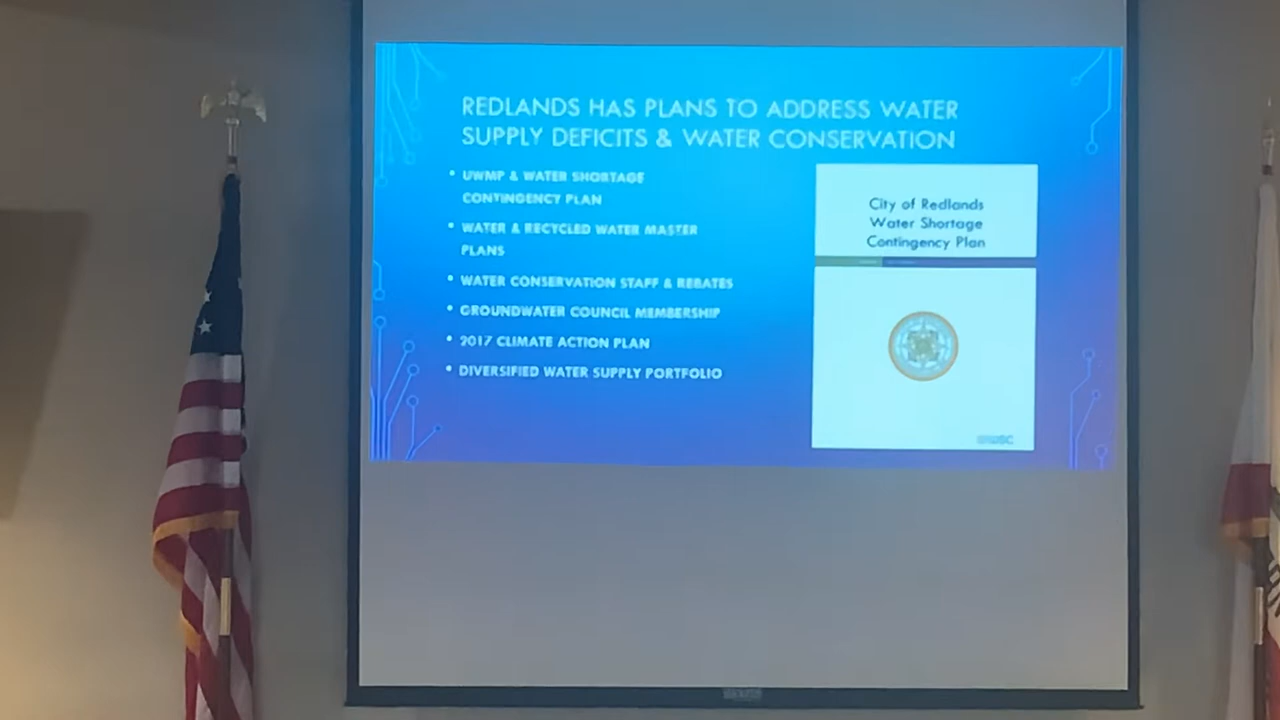 REDLANDS HAS PLANS TO ADDRESS WATER
SUPPLY DEFICITS & WATER CONSERVATION
• UWMP & WATER SHORTAGE
CONTINGENCY PLAN
• WATER & RECYCLED WATER MASTER
PLANS
• WATER CONSERVATION STAFF & REBATES
• GROUNDWATER COUNCIL MEMBERSHIP
• 2017 CLIMATE ACTION PLAN
• DIVERSIFIED WATER SUPPLY PORTFOLIO
City of Redlands
Water Shortage
Contingency Plan